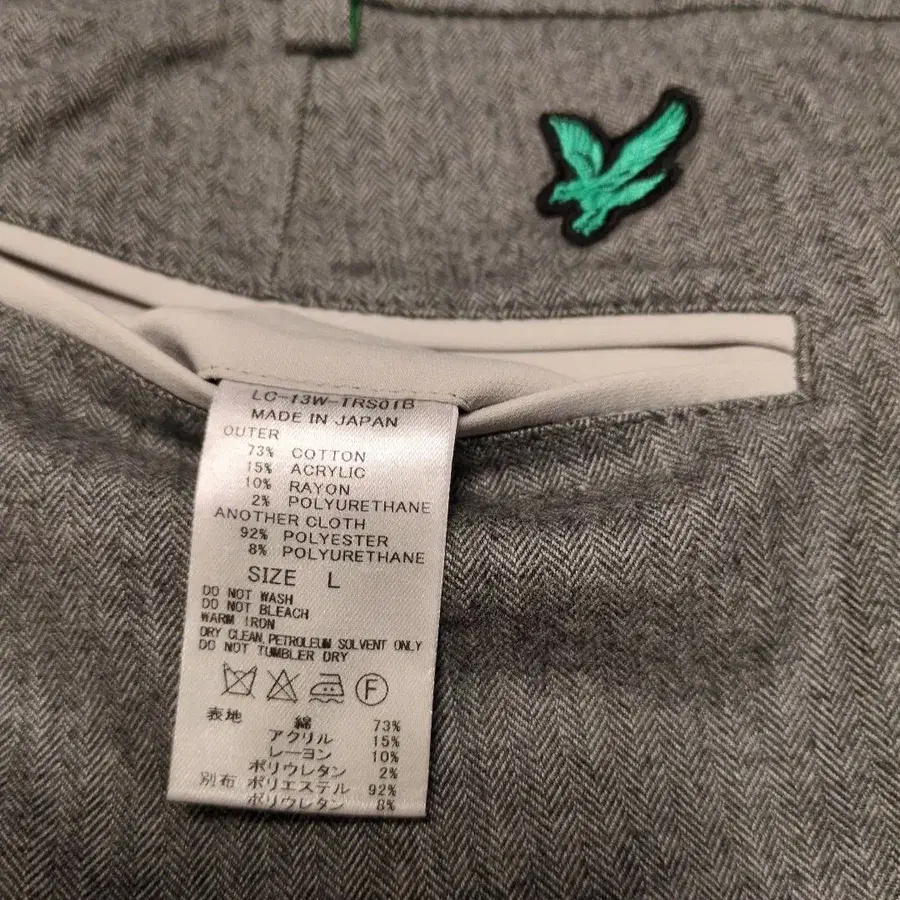 LC-13W-TRS01B
MADE IN JAPAN
OUTER
73% COTTON
15% ACRYLIC
10% RAYON
2% POLYURETHANE
ANOTHER CLOTH
92% POLYESTER
8% POLYURETHANE
SIZE L
DO NOT WASH
DO NOT BLEACH
WARM IRON
DRY CLEAN,PETROLEUM SOLVENT ONLY
DO NOT TUMBLER DRY
F
表地 綿 73%
アクリル 15%
レーヨン 10%
ポリウレタン 2%
別布 ポリエステル 92%
ポリウレタン 8%